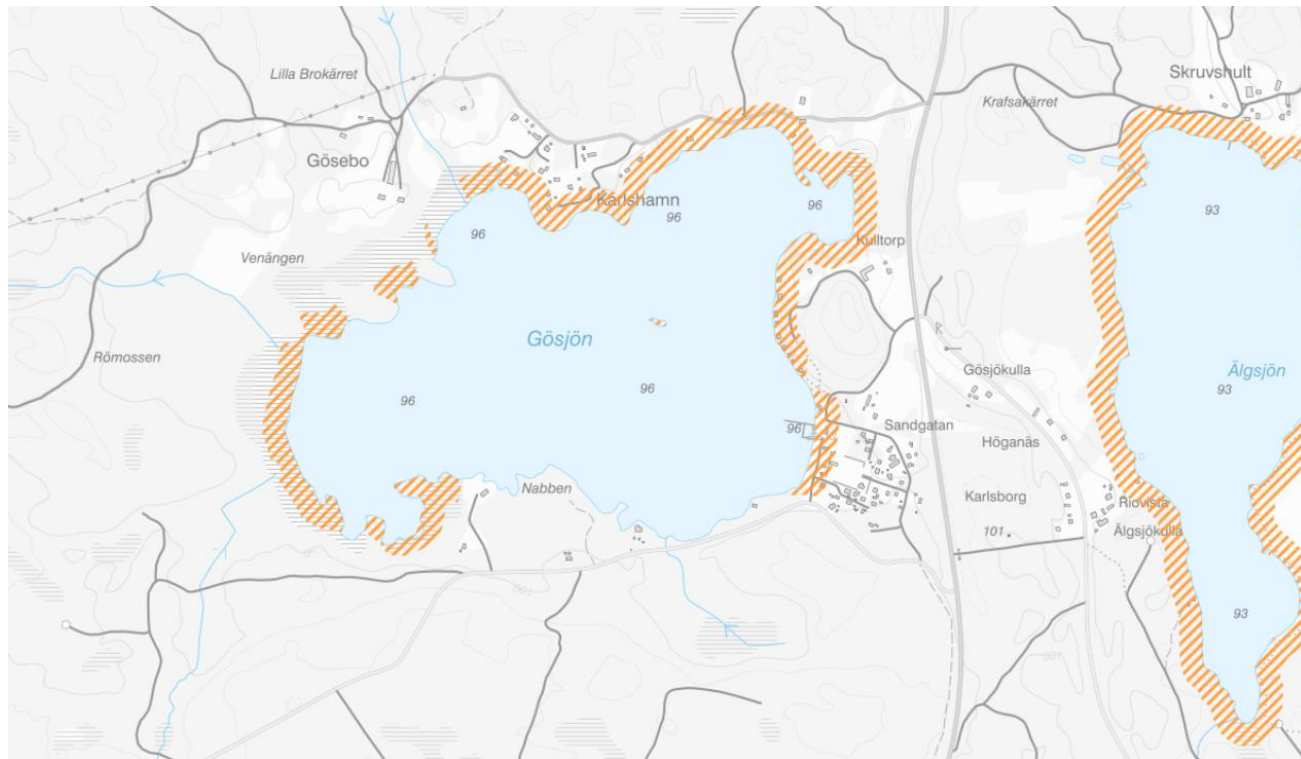 Skruvshult
Lilla Brokärret
Krafsakärret
Gösebo
Karlshamn
96
96
93
96
Kulltorp
Venängen
Gösjön
Römossen
Gösjökulla
Älgsjön
96
96
93
96
Sandgatan
Höganäs
Nabben
Karlsborg
Riovista
101
Älgsjökulla
93